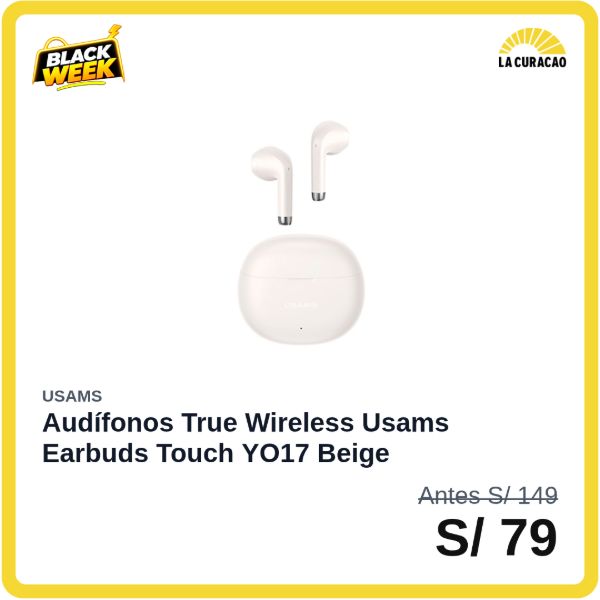 BLACK
WEEK
LA CURACAO
USAMS
USAMS
Audífonos True Wireless Usams
Earbuds Touch YO17 Beige
Antes S/ 149
S/ 79